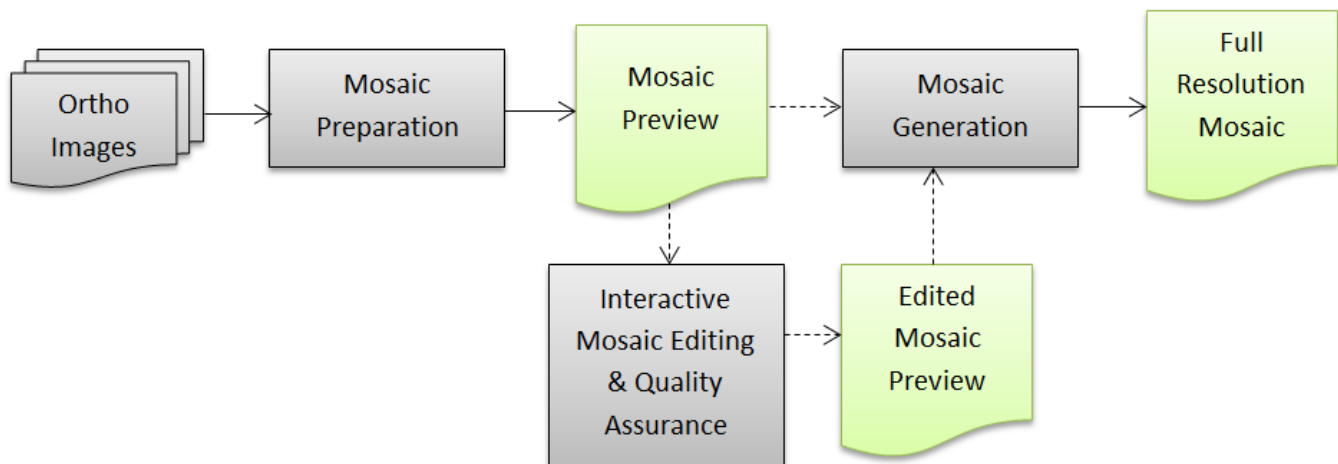 Ortho
Images
Mosaic
Preparation
Mosaic
Preview
Mosaic
Generation
Full
Resolution
Mosaic
Interactive
Mosaic Editing
& Quality
Assurance
Edited
Mosaic
Preview